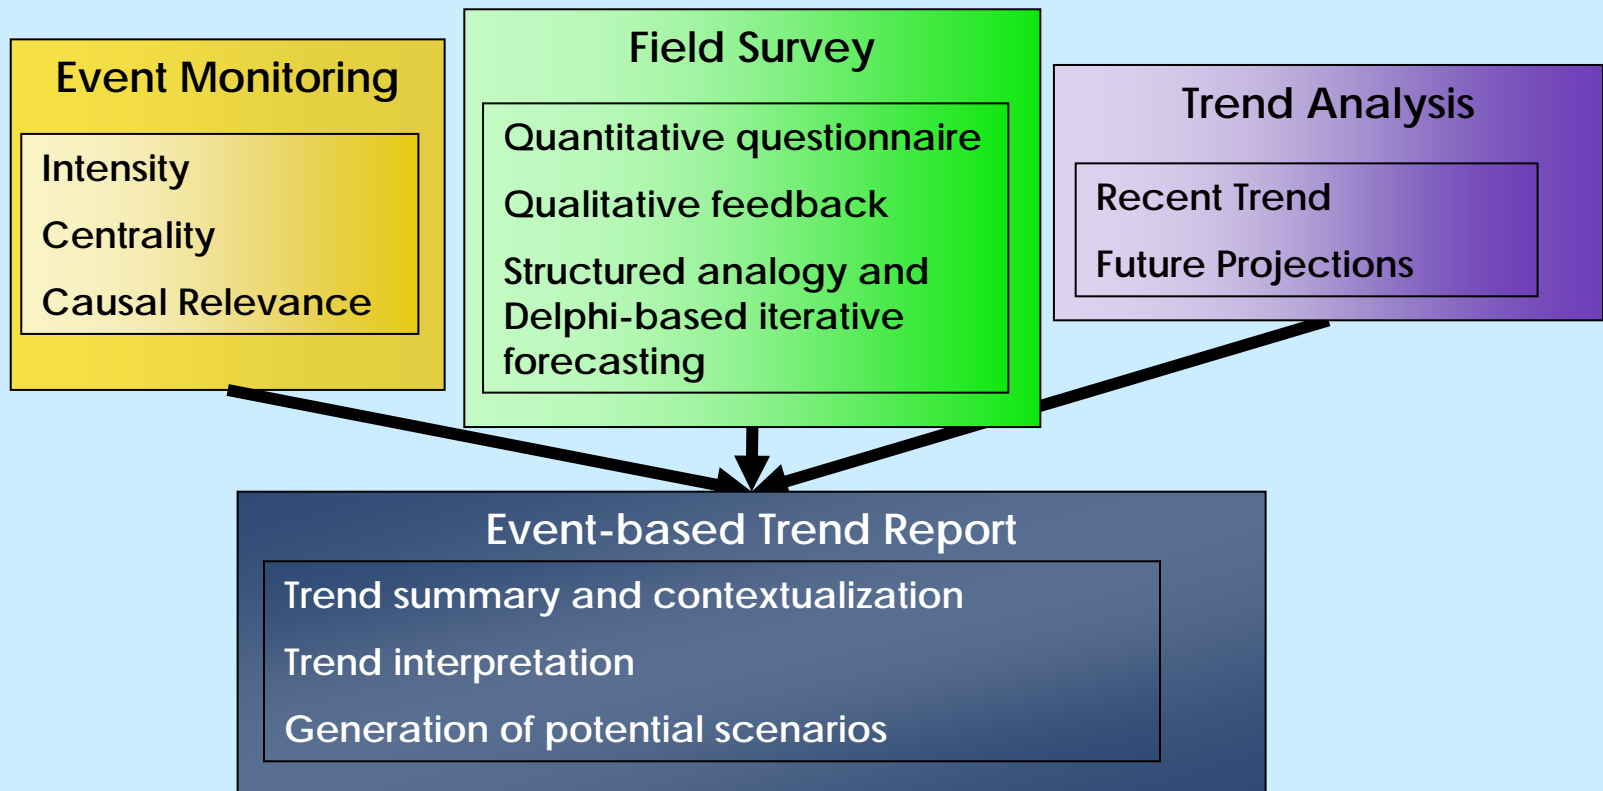 Event Monitoring
Intensity
Centrality
Causal Relevance
Field Survey
Quantitative questionnaire
Qualitative feedback
Structured analogy and
Delphi-based iterative
forecasting
Trend Analysis
Recent Trend
Future Projections
Event-based Trend Report
Trend summary and contextualization
Trend interpretation
Generation of potential scenarios